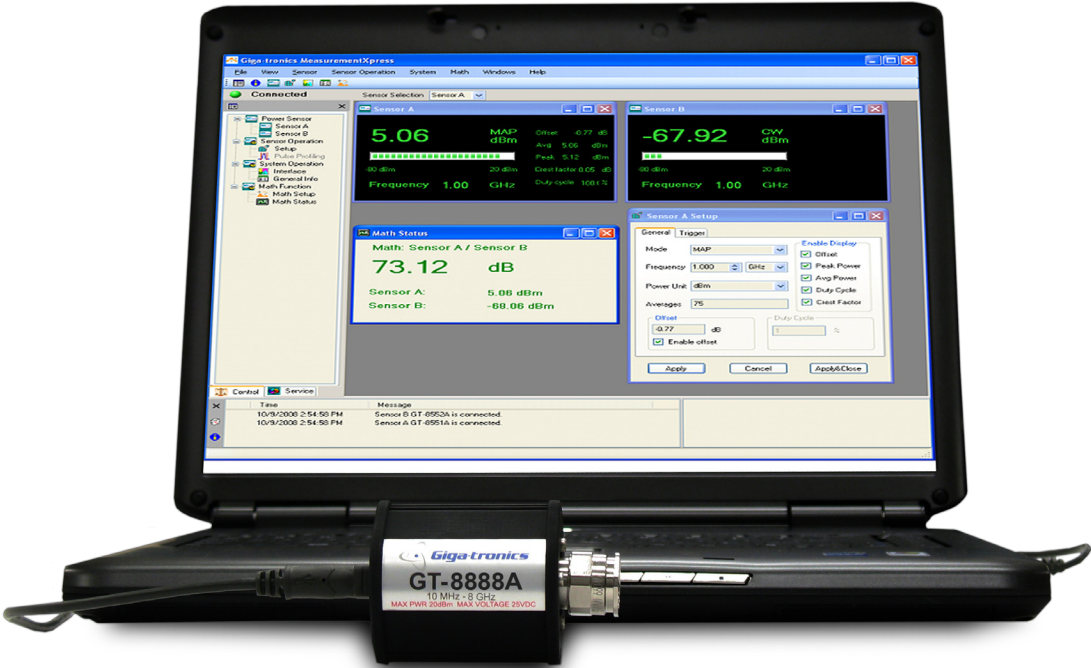 Giga-tronics MeasurementXpress
File View Sensor Sensor Operation System Math Windows Help
Connected Sensor Selection Sensor A
Power Sensor
Sensor A
Sensor B
Sensor Operation
Setup
Pulse Profiling
System Operation
Interface
General Info
Math Function
Math Setup
Math Status
Control Service
Sensor A
5.06 MAP dBm
Offset -0.77 dB
Avg 5.06 dBm
Peak 5.12 dBm
Crest factor 0.05 dB
Duty cycle 100.0 %
-80 dBm 20 dBm
Frequency 1.00 GHz
Sensor B
-67.92 CW dBm
-80 dBm 20 dBm
Frequency 1.00 GHz
Math Status
Math: Sensor A / Sensor B
73.12 dB
Sensor A: 5.06 dBm
Sensor B: -68.06 dBm
Sensor A Setup
General Trigger
Mode MAP
Frequency 1.000 GHz
Power Unit dBm
Averages 75
Enable Display
Offset
Peak Power
Avg Power
Duty Cycle
Crest Factor
Offset
-0.77 dB
Enable offset
Duty Cycle
1 %
Apply Cancel Apply&Close
Time Message
10/9/2008 2:54:58 PM Sensor B GT-8552A is connected.
10/9/2008 2:54:58 PM Sensor A GT-8551A is connected.
Giga-tronics
GT-8888A
10 MHz - 8 GHz
MAX PWR 20dBm MAX VOLTAGE 25VDC